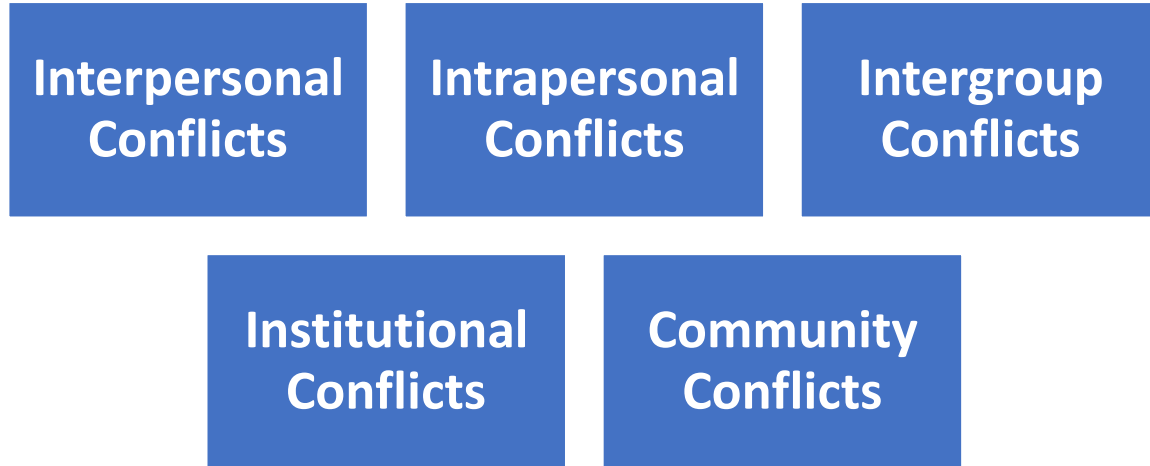 Interpersonal
Conflicts
Intrapersonal
Conflicts
Intergroup
Conflicts
Institutional
Conflicts
Community
Conflicts